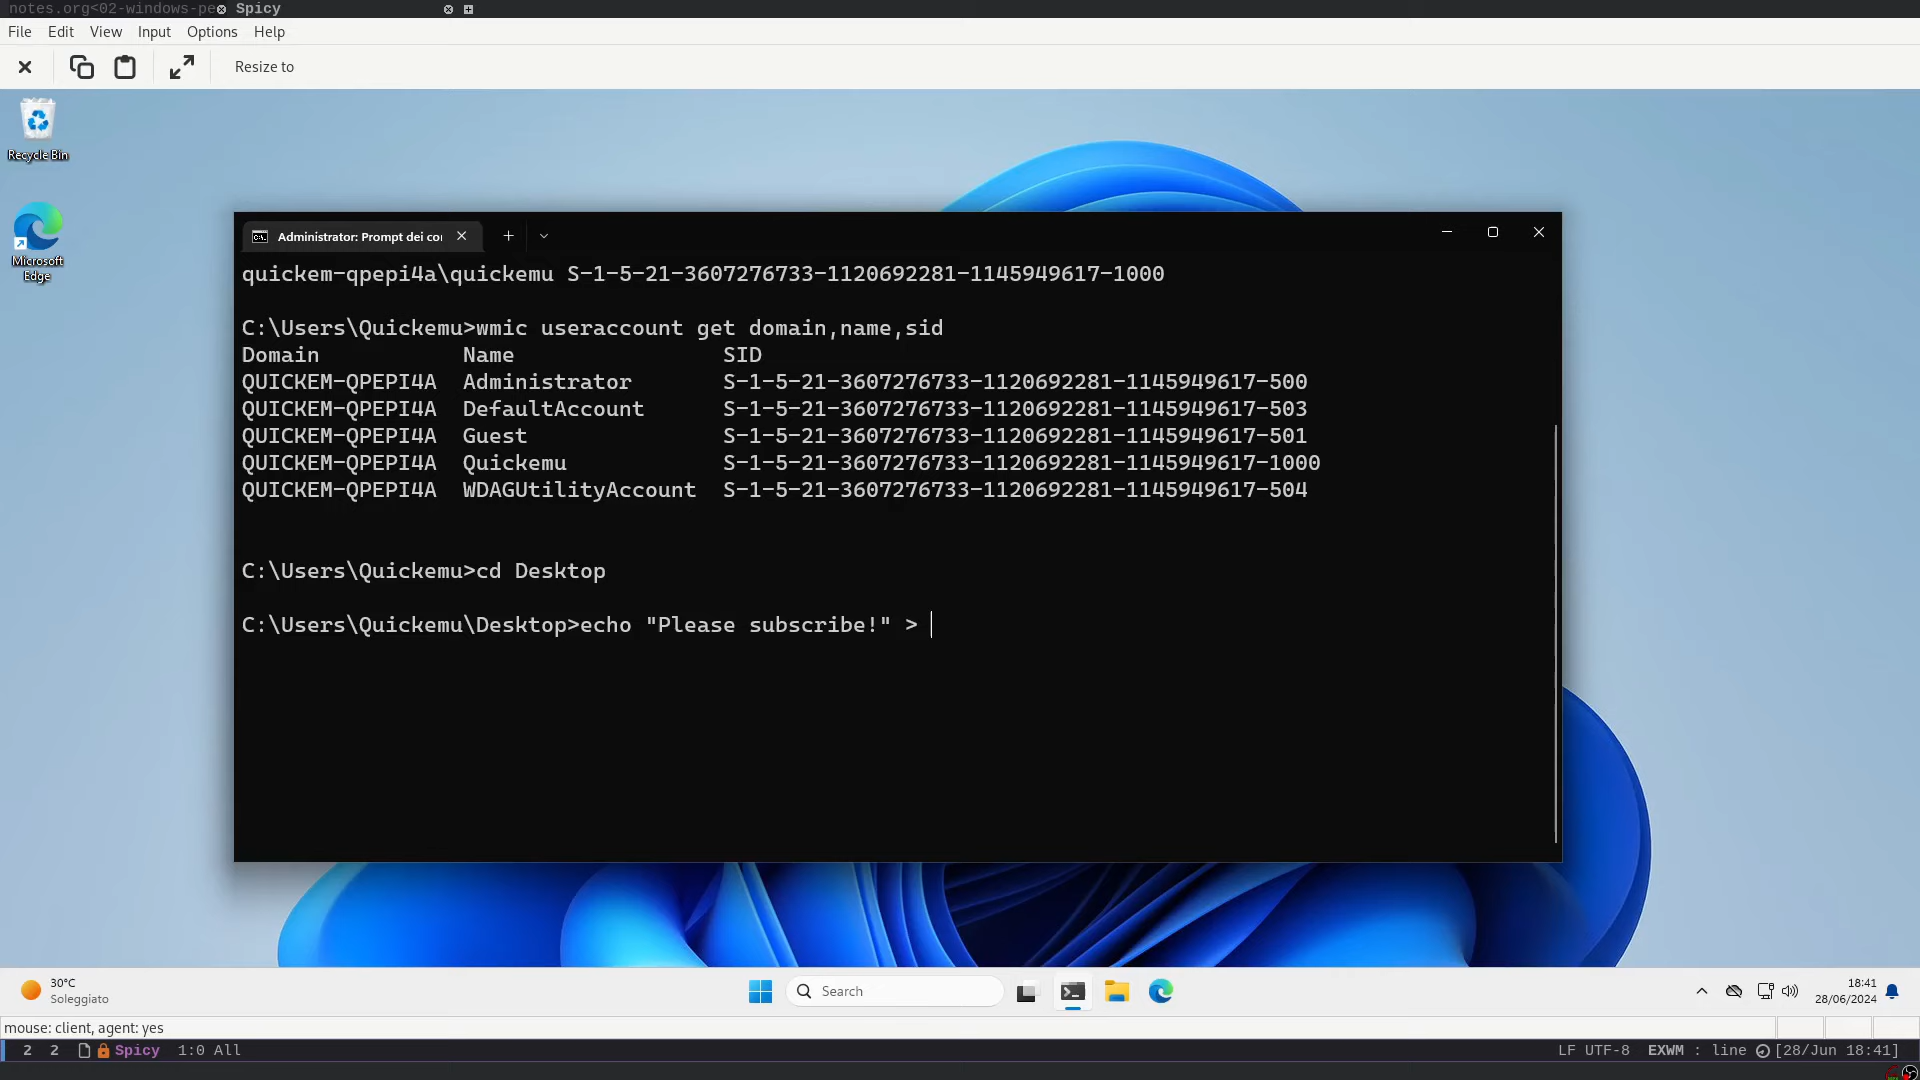 notes.org<02-windows-pe Spicy
File Edit View Input Options Help
Resize to
Recycle Bin
Microsoft
Edge
Administrator: Prompt dei co
quickem-qpepi4a\quickemu S-1-5-21-3607276733-1120692281-1145949617-1000
C:\Users\Quickemu>wmic useraccount get domain,name,sid
Domain Name SID
QUICKEM-QPEPI4A Administrator S-1-5-21-3607276733-1120692281-1145949617-500
QUICKEM-QPEPI4A DefaultAccount S-1-5-21-3607276733-1120692281-1145949617-503
QUICKEM-QPEPI4A Guest S-1-5-21-3607276733-1120692281-1145949617-501
QUICKEM-QPEPI4A Quickemu S-1-5-21-3607276733-1120692281-1145949617-1000
QUICKEM-QPEPI4A WDAGUtilityAccount S-1-5-21-3607276733-1120692281-1145949617-504
C:\Users\Quickemu>cd Desktop
C:\Users\Quickemu\Desktop>echo "Please subscribe!" >
30°C
Soleggiato
Search
18:41
28/06/2024
mouse: client, agent: yes
2 2 Spicy 1:0 All LF UTF-8 EXWM : line [28/Jun 18:41]